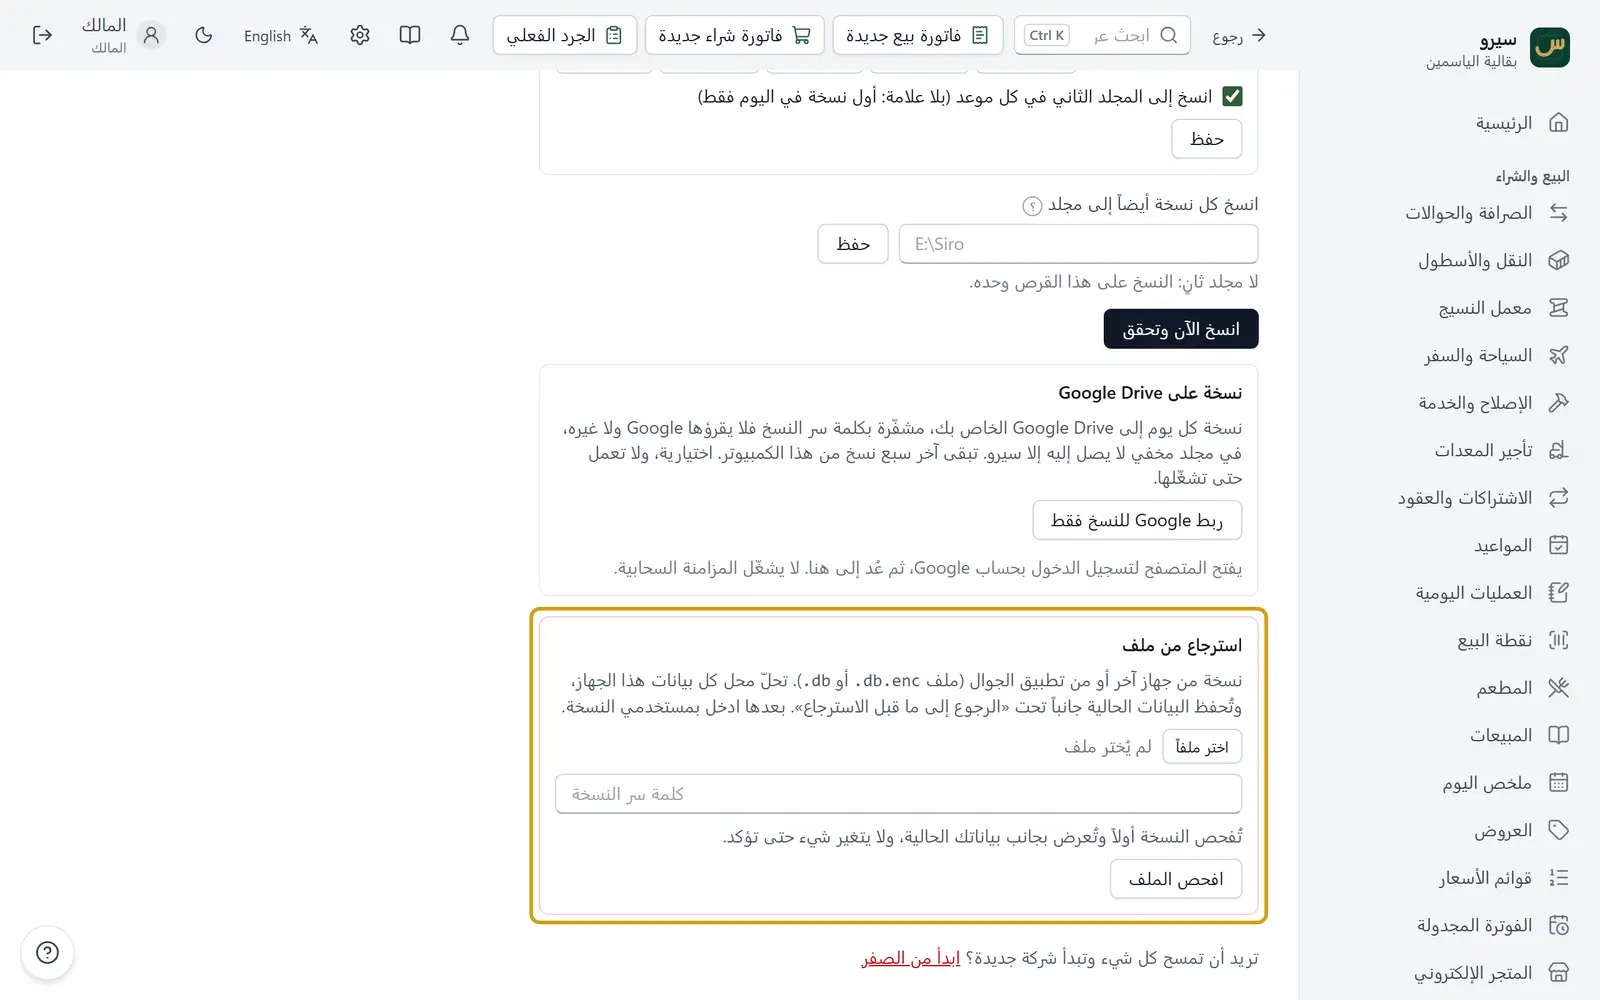 سيرو
بقالية الياسمين
رجوع
ابحث عر
Ctrl K
فاتورة بيع جديدة
فاتورة شراء جديدة
الجرد الفعلي
English
المالك
المالك
الرئيسية
البيع والشراء
الصرافة والحوالات
النقل والأسطول
معمل النسيج
السياحة والسفر
الإصلاح والخدمة
تأجير المعدات
الاشتراكات والعقود
المواعيد
العمليات اليومية
نقطة البيع
المطعم
المبيعات
ملخص اليوم
العروض
قوائم الأسعار
الفوترة المجدولة
المتجر الإلكتروني
انسخ إلى المجلد الثاني في كل موعد (بلا علامة: أول نسخة في اليوم فقط)
حفظ
انسخ كل نسخة أيضاً إلى مجلد ؟
E:\Siro
حفظ
لا مجلد ثانٍ: النسخ على هذا القرص وحده.
انسخ الآن وتحقق
نسخة على Google Drive
نسخة كل يوم إلى Google Drive الخاص بك، مشفّرة بكلمة سر النسخ فلا يقرؤها Google ولا غيره،
في مجلد مخفي لا يصل إليه إلا سيرو. تبقى آخر سبع نسخ من هذا الكمبيوتر. اختيارية، ولا تعمل
حتى تشغّلها.
ربط Google للنسخ فقط
يفتح المتصفح لتسجيل الدخول بحساب Google، ثم عُد إلى هنا. لا يشغّل المزامنة السحابية.
استرجاع من ملف
نسخة من جهاز آخر أو من تطبيق الجوال (ملف ‎.db.enc أو ‎.db). تحلّ محل كل بيانات هذا الجهاز،
وتُحفظ البيانات الحالية جانباً تحت «الرجوع إلى ما قبل الاسترجاع». بعدها ادخل بمستخدمي النسخة.
اختر ملفاً
لم يُختر ملف
كلمة سر النسخة
تُفحص النسخة أولاً وتُعرض بجانب بياناتك الحالية، ولا يتغير شيء حتى تؤكد.
افحص الملف
تريد أن تمسح كل شيء وتبدأ شركة جديدة؟ ابدأ من الصفر